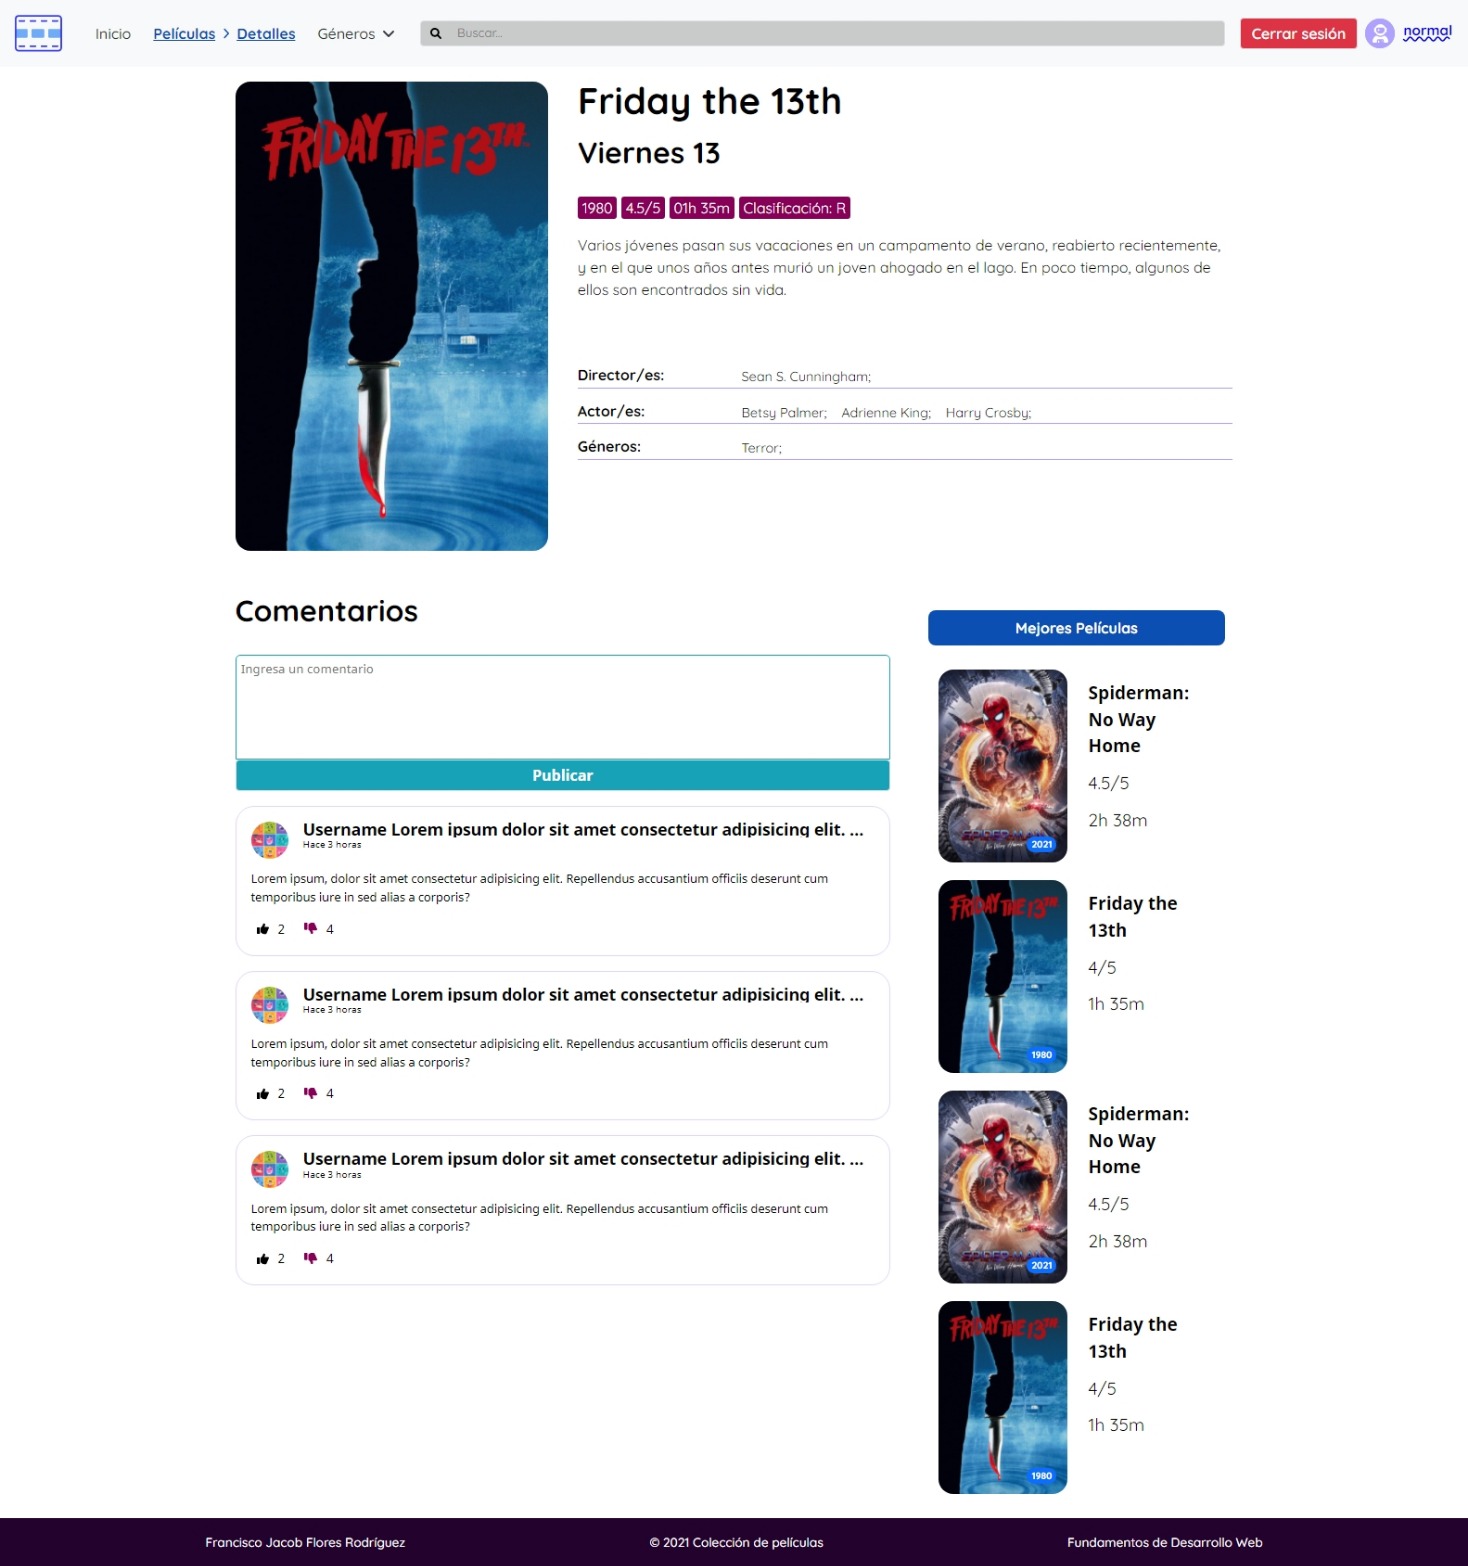 Inicio Películas > Detalles Géneros Buscar... Cerrar sesión normal
FRIDAY THE 13TH
Friday the 13th
Viernes 13
1980 4.5/5 01h 35m Clasificación: R
Varios jóvenes pasan sus vacaciones en un campamento de verano, reabierto recientemente,
y en el que unos años antes murió un joven ahogado en el lago. En poco tiempo, algunos de
ellos son encontrados sin vida.
Director/es: Sean S. Cunningham;
Actor/es: Betsy Palmer; Adrienne King; Harry Crosby;
Géneros: Terror;
Comentarios
Ingresa un comentario
Publicar
Username Lorem ipsum dolor sit amet consectetur adipisicing elit. ...
Hace 3 horas
Lorem ipsum, dolor sit amet consectetur adipisicing elit. Repellendus accusantium officiis deserunt cum
temporibus iure in sed alias a corporis?
2 4
Username Lorem ipsum dolor sit amet consectetur adipisicing elit. ...
Hace 3 horas
Lorem ipsum, dolor sit amet consectetur adipisicing elit. Repellendus accusantium officiis deserunt cum
temporibus iure in sed alias a corporis?
2 4
Username Lorem ipsum dolor sit amet consectetur adipisicing elit. ...
Hace 3 horas
Lorem ipsum, dolor sit amet consectetur adipisicing elit. Repellendus accusantium officiis deserunt cum
temporibus iure in sed alias a corporis?
2 4
Mejores Películas
SPIDER-MAN
No Way Home
2021
Spiderman:
No Way
Home
4.5/5
2h 38m
FRIDAY THE 13TH
1980
Friday the
13th
4/5
1h 35m
SPIDER-MAN
No Way Home
2021
Spiderman:
No Way
Home
4.5/5
2h 38m
FRIDAY THE 13TH
1980
Friday the
13th
4/5
1h 35m
Francisco Jacob Flores Rodríguez © 2021 Colección de películas Fundamentos de Desarrollo Web